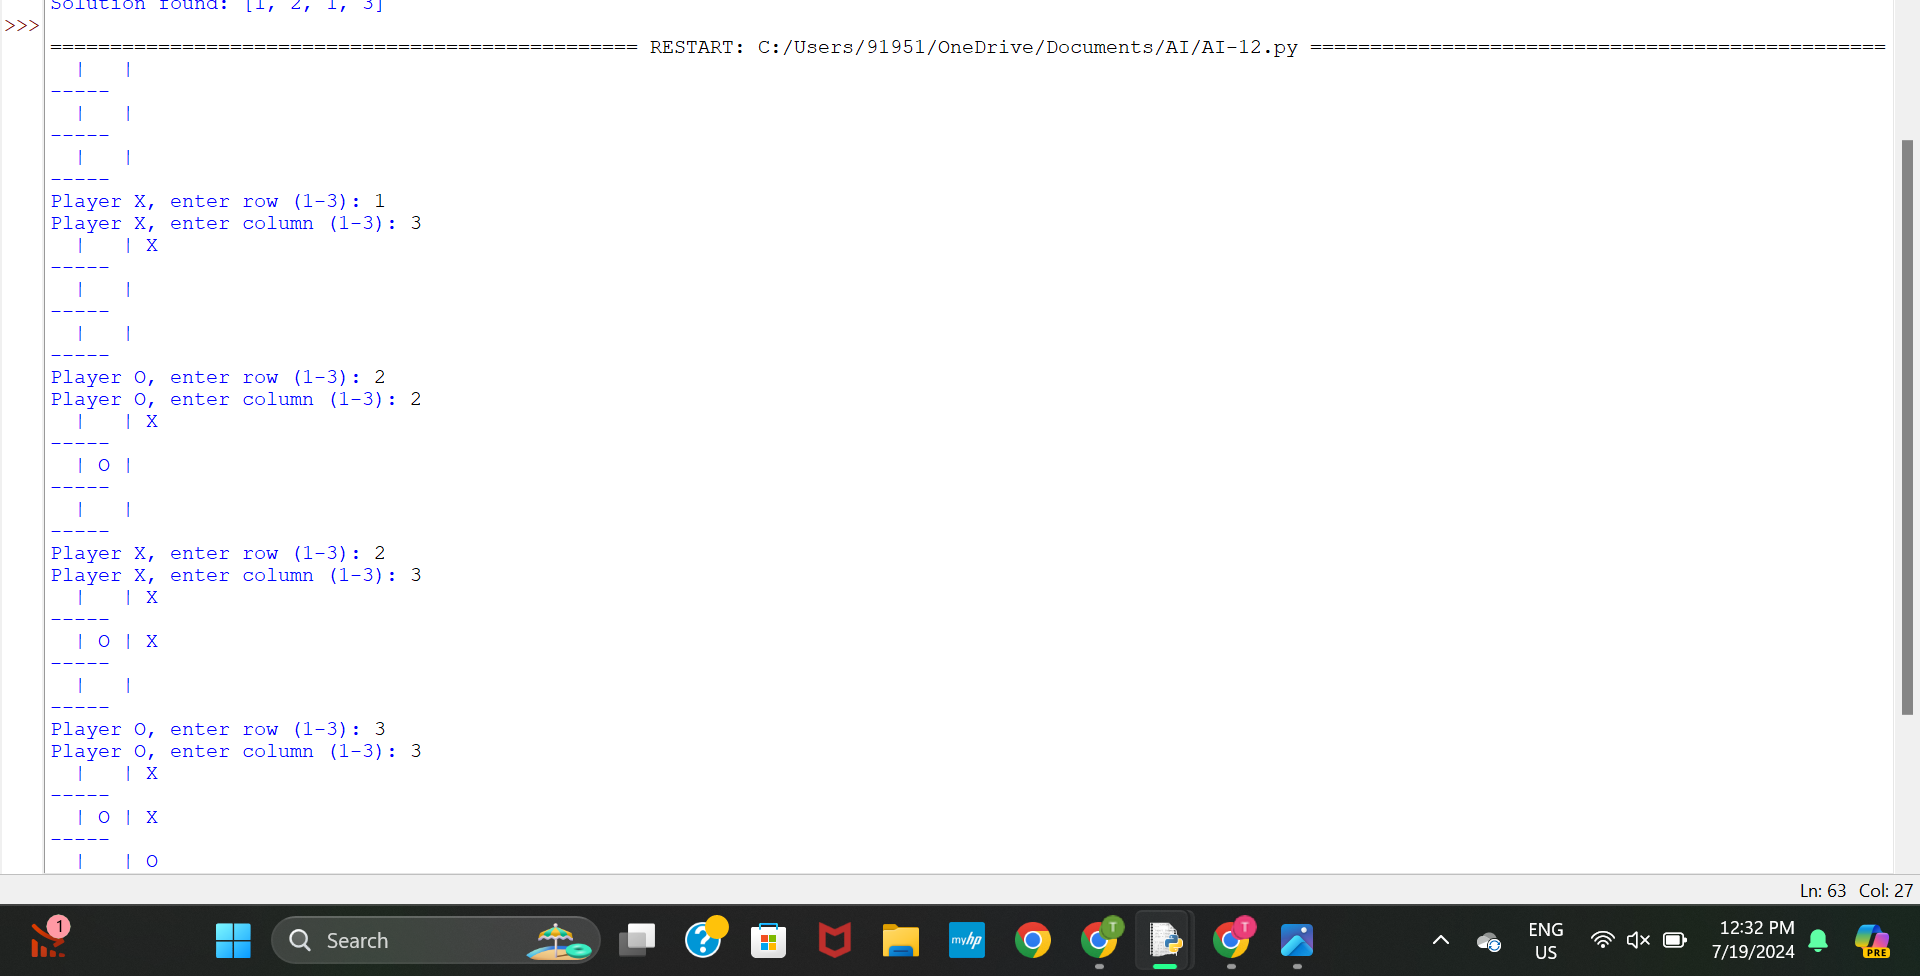 Solution found: [1, 2, 1, 3]
>>>
================================================= RESTART: C:/Users/91951/OneDrive/Documents/AI/AI-12.py ================================================
  |   |
-----
  |   |
-----
  |   |
-----
Player X, enter row (1-3): 1
Player X, enter column (1-3): 3
  |   | X
-----
  |   |
-----
  |   |
-----
Player O, enter row (1-3): 2
Player O, enter column (1-3): 2
  |   | X
-----
  | O |
-----
  |   |
-----
Player X, enter row (1-3): 2
Player X, enter column (1-3): 3
  |   | X
-----
  | O | X
-----
  |   |
-----
Player O, enter row (1-3): 3
Player O, enter column (1-3): 3
  |   | X
-----
  | O | X
-----
  |   | O
Ln: 63 Col: 27
1
Search
?
myhp
T
T
ENG
US
12:32 PM
7/19/2024
PRE